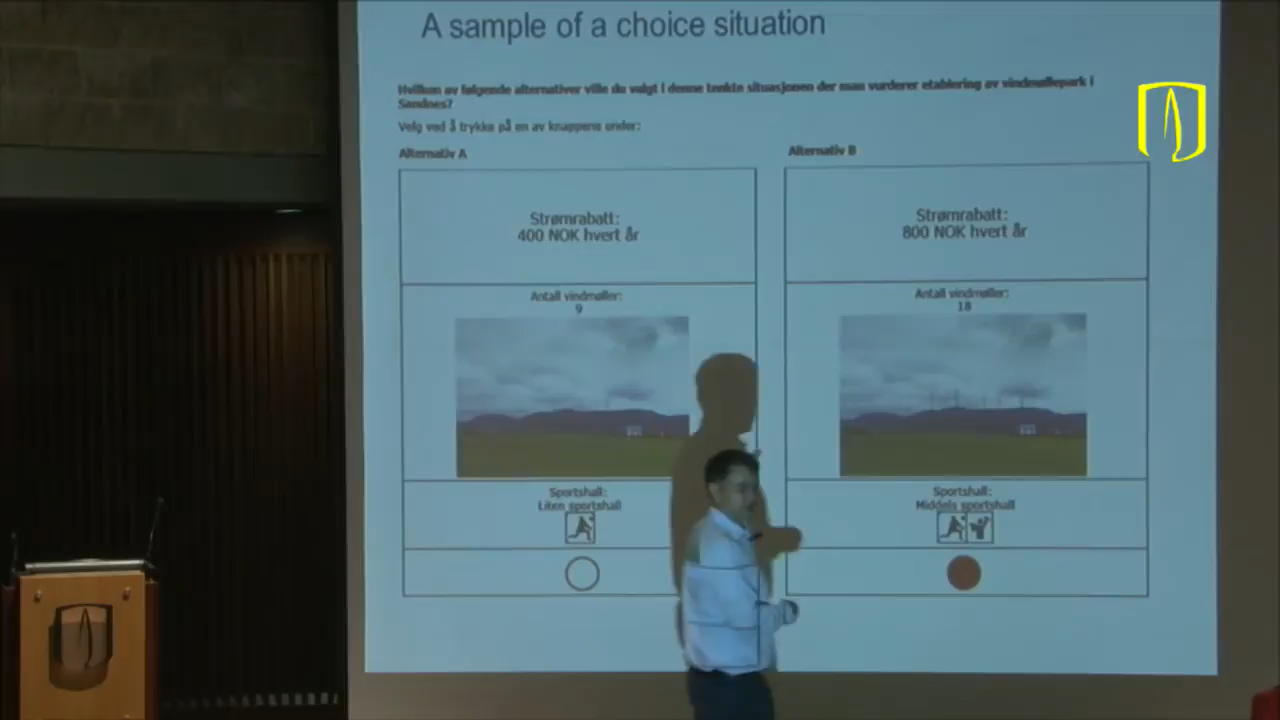 A sample of a choice situation
Hvilken av følgende alternativer ville du valgt i denne tenkte situasjonen der man vurderer etablering av vindmøllepark i
Sandnes?
Velg ved å trykke på en av knappene under:
Alternativ A
Alternativ B
Strømrabatt:
400 NOK hvert år
Strømrabatt:
800 NOK hvert år
Antall vindmøller:
9
Antall vindmøller:
18
Sportshall:
Liten sportshall
Sportshall:
Middels sportshall